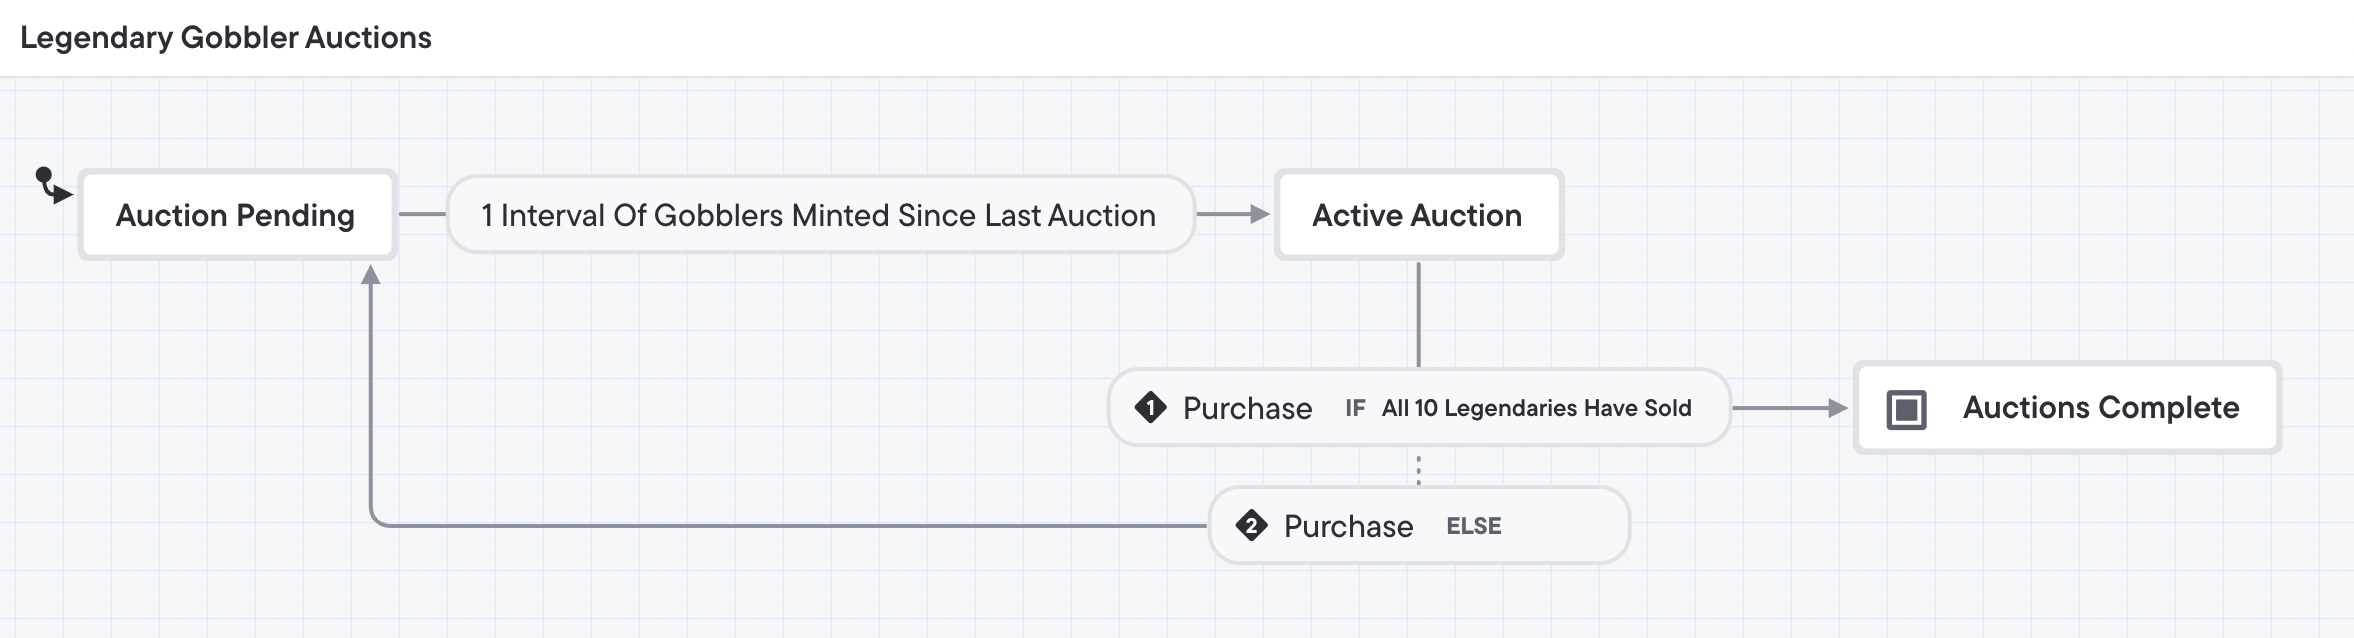 Legendary Gobbler Auctions
Auction Pending
1 Interval Of Gobblers Minted Since Last Auction
Active Auction
1 Purchase IF All 10 Legendaries Have Sold
Auctions Complete
2 Purchase ELSE